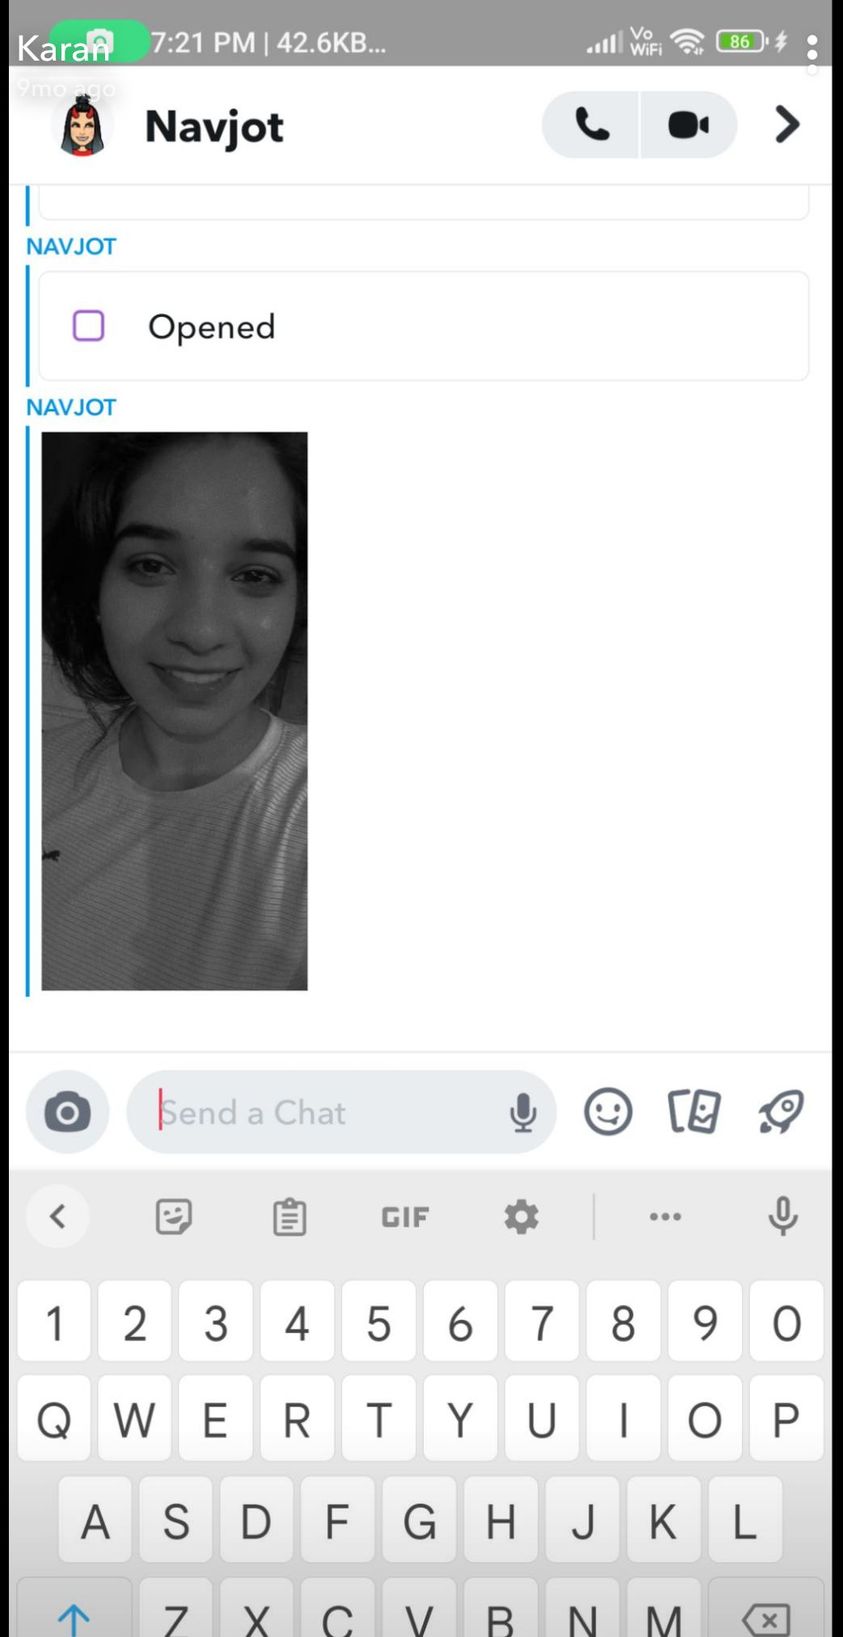 Karan
7:21 PM | 42.6KB...
Vo
WiFi
86
9mo ago
Navjot
NAVJOT
Opened
NAVJOT
Send a Chat
GIF
1 2 3 4 5 6 7 8 9 0
Q W E R T Y U I O P
A S D F G H J K L
Z X C V B N M